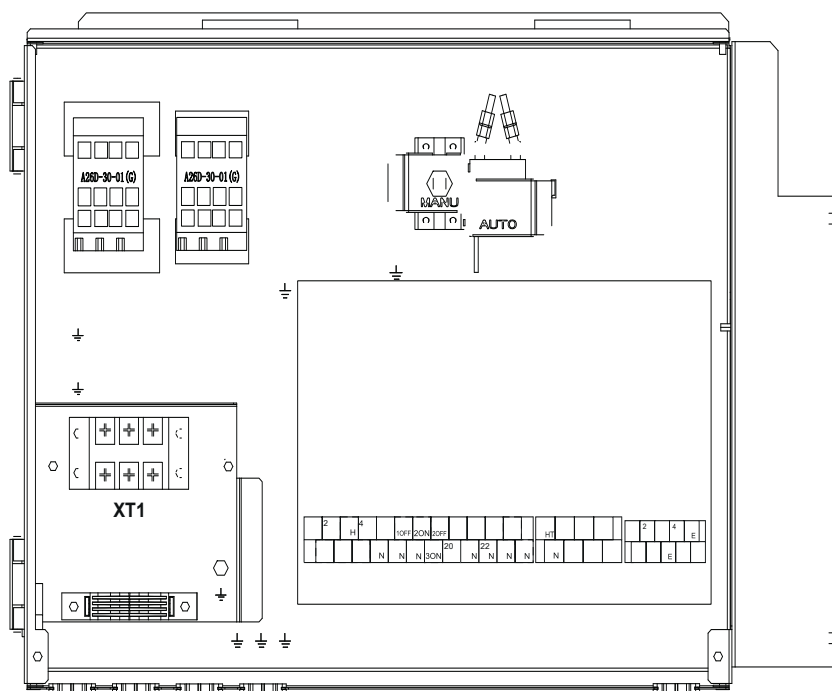 A26D-30-01(G) A26D-30-01(G)
MANU
AUTO
XT1
2 4 H 1OFF 2ON 2OFF HT 2 4 E
N N N 3ON 20 N 22 N N N N E